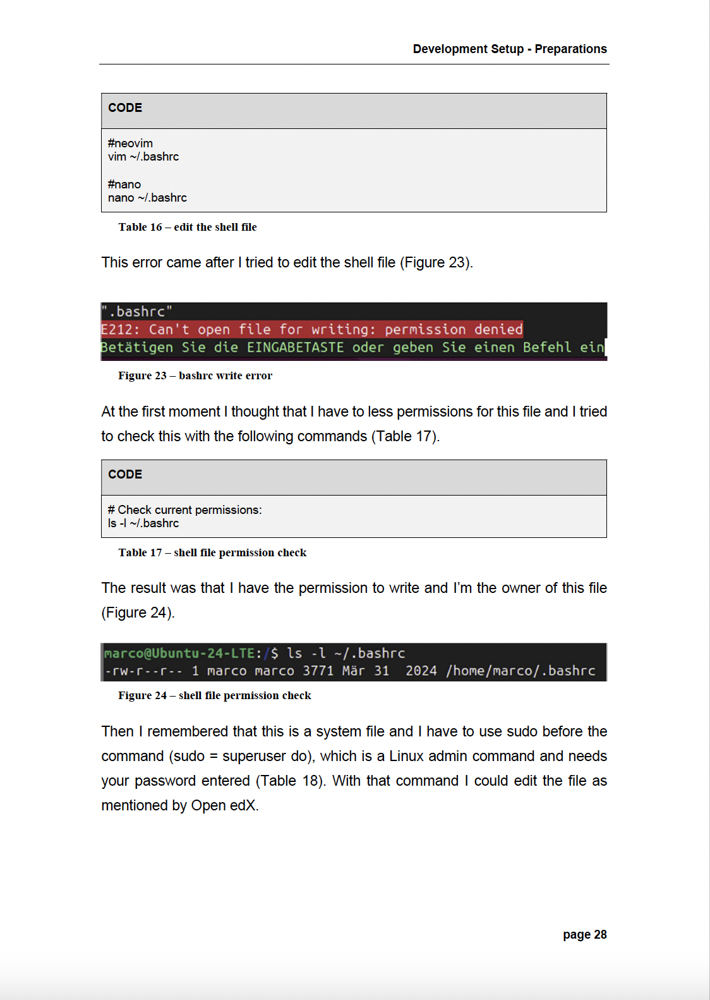 Development Setup - Preparations
CODE
#neovim
vim ~/.bashrc
#nano
nano ~/.bashrc
Table 16 – edit the shell file
This error came after I tried to edit the shell file (Figure 23).
".bashrc"
E212: Can't open file for writing: permission denied
Betätigen Sie die EINGABETASTE oder geben Sie einen Befehl ein
Figure 23 – bashrc write error
At the first moment I thought that I have to less permissions for this file and I tried
to check this with the following commands (Table 17).
CODE
# Check current permissions:
ls -l ~/.bashrc
Table 17 – shell file permission check
The result was that I have the permission to write and I’m the owner of this file
(Figure 24).
marco@Ubuntu-24-LTE:/$ ls -l ~/.bashrc
-rw-r--r-- 1 marco marco 3771 Mär 31  2024 /home/marco/.bashrc
Figure 24 – shell file permission check
Then I remembered that this is a system file and I have to use sudo before the
command (sudo = superuser do), which is a Linux admin command and needs
your password entered (Table 18). With that command I could edit the file as
mentioned by Open edX.
page 28